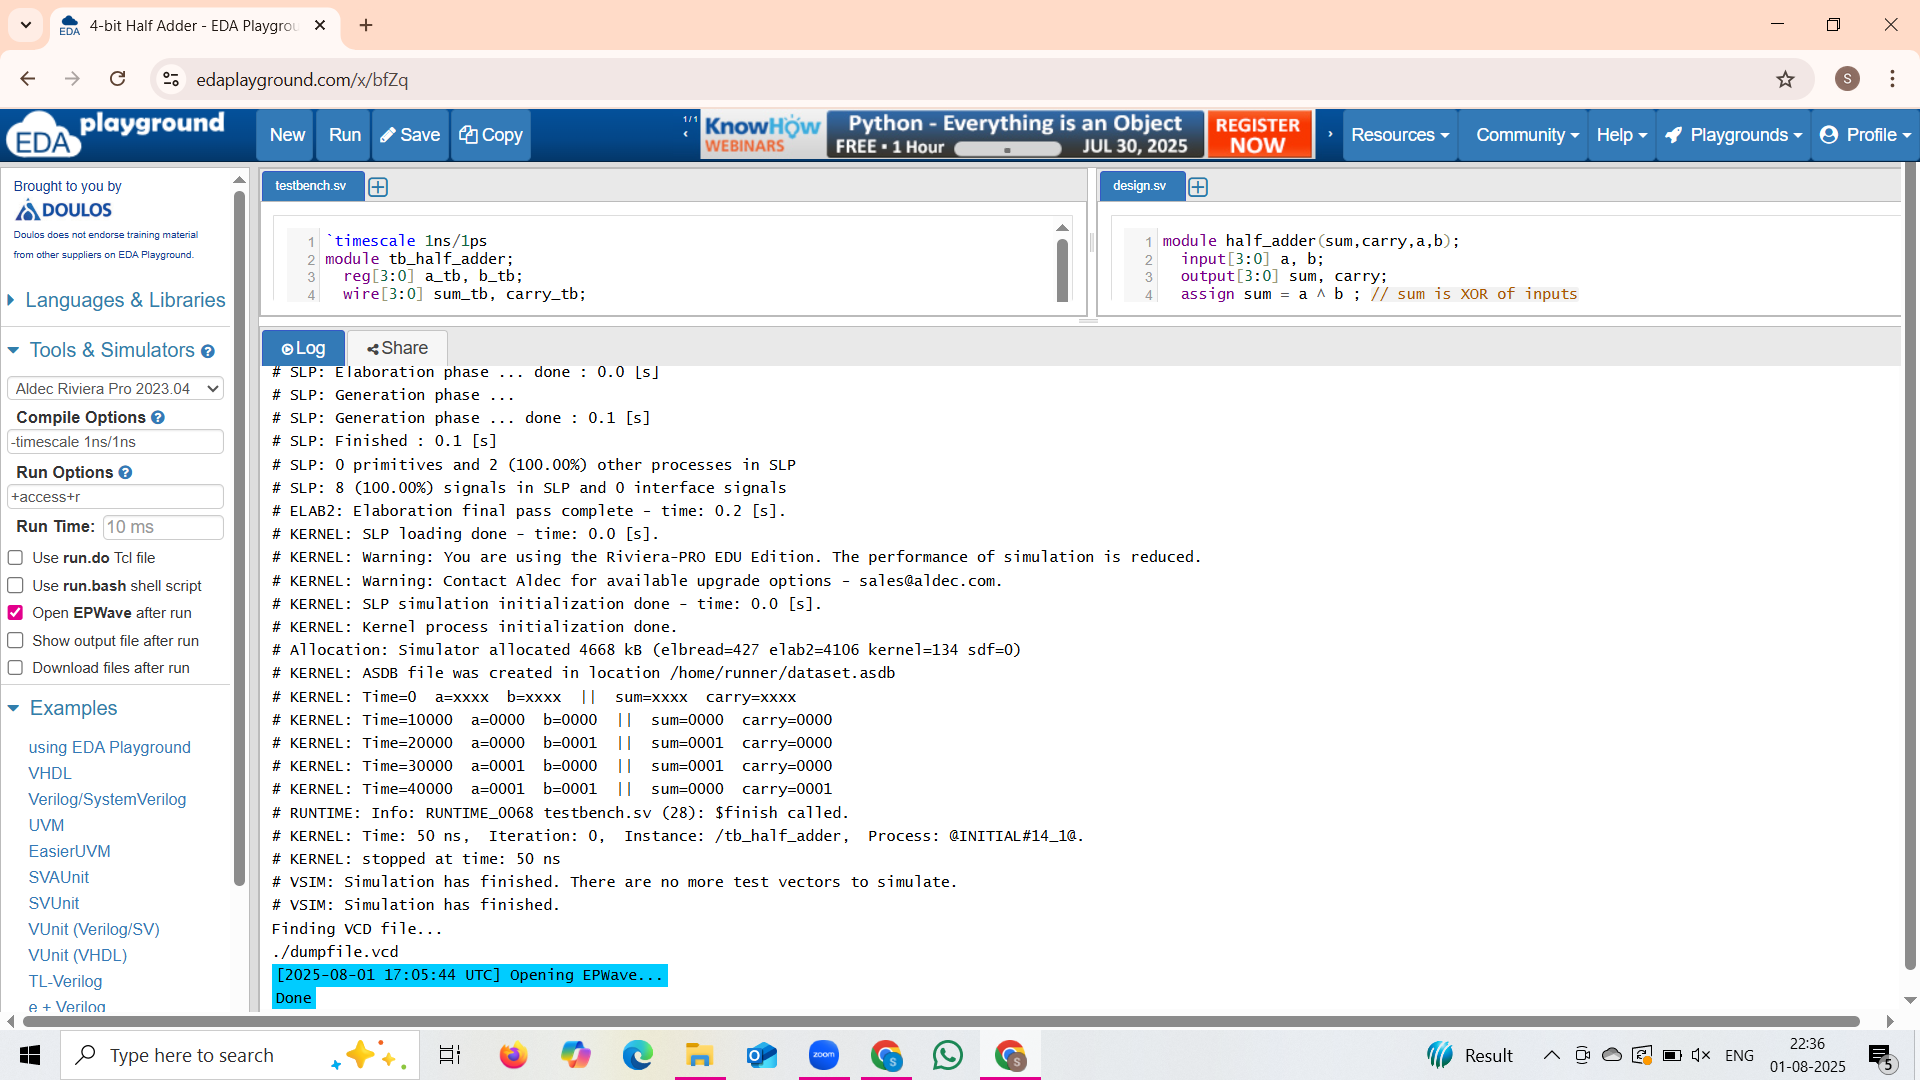 4-bit Half Adder - EDA Playgrou
edaplayground.com/x/bfZq
S
EDA playground
New
Run
Save
Copy
1/1
KnowHow WEBINARS
Python - Everything is an Object
FREE • 1 Hour
JUL 30, 2025
REGISTER NOW
Resources
Community
Help
Playgrounds
Profile
Brought to you by
DOULOS
Doulos does not endorse training material
from other suppliers on EDA Playground.
Languages & Libraries
Tools & Simulators
Aldec Riviera Pro 2023.04
Compile Options
-timescale 1ns/1ns
Run Options
+access+r
Run Time: 10 ms
Use run.do Tcl file
Use run.bash shell script
Open EPWave after run
Show output file after run
Download files after run
Examples
using EDA Playground
VHDL
Verilog/SystemVerilog
UVM
EasierUVM
SVAUnit
SVUnit
VUnit (Verilog/SV)
VUnit (VHDL)
TL-Verilog
e + Verilog
testbench.sv
1 `timescale 1ns/1ps
2 module tb_half_adder;
3 reg[3:0] a_tb, b_tb;
4 wire[3:0] sum_tb, carry_tb;
design.sv
1 module half_adder(sum,carry,a,b);
2 input[3:0] a, b;
3 output[3:0] sum, carry;
4 assign sum = a ^ b ; // sum is XOR of inputs
Log
Share
# SLP: Elaboration phase ... done : 0.0 [s]
# SLP: Generation phase ...
# SLP: Generation phase ... done : 0.1 [s]
# SLP: Finished : 0.1 [s]
# SLP: 0 primitives and 2 (100.00%) other processes in SLP
# SLP: 8 (100.00%) signals in SLP and 0 interface signals
# ELAB2: Elaboration final pass complete - time: 0.2 [s].
# KERNEL: SLP loading done - time: 0.0 [s].
# KERNEL: Warning: You are using the Riviera-PRO EDU Edition. The performance of simulation is reduced.
# KERNEL: Warning: Contact Aldec for available upgrade options - sales@aldec.com.
# KERNEL: SLP simulation initialization done - time: 0.0 [s].
# KERNEL: Kernel process initialization done.
# Allocation: Simulator allocated 4668 kB (elbread=427 elab2=4106 kernel=134 sdf=0)
# KERNEL: ASDB file was created in location /home/runner/dataset.asdb
# KERNEL: Time=0 a=xxxx b=xxxx || sum=xxxx carry=xxxx
# KERNEL: Time=10000 a=0000 b=0000 || sum=0000 carry=0000
# KERNEL: Time=20000 a=0000 b=0001 || sum=0001 carry=0000
# KERNEL: Time=30000 a=0001 b=0000 || sum=0001 carry=0000
# KERNEL: Time=40000 a=0001 b=0001 || sum=0000 carry=0001
# RUNTIME: Info: RUNTIME_0068 testbench.sv (28): $finish called.
# KERNEL: Time: 50 ns, Iteration: 0, Instance: /tb_half_adder, Process: @INITIAL#14_1@.
# KERNEL: stopped at time: 50 ns
# VSIM: Simulation has finished. There are no more test vectors to simulate.
# VSIM: Simulation has finished.
Finding VCD file...
./dumpfile.vcd
[2025-08-01 17:05:44 UTC] Opening EPWave...
Done
Type here to search
zoom
Result
ENG
22:36
01-08-2025
5